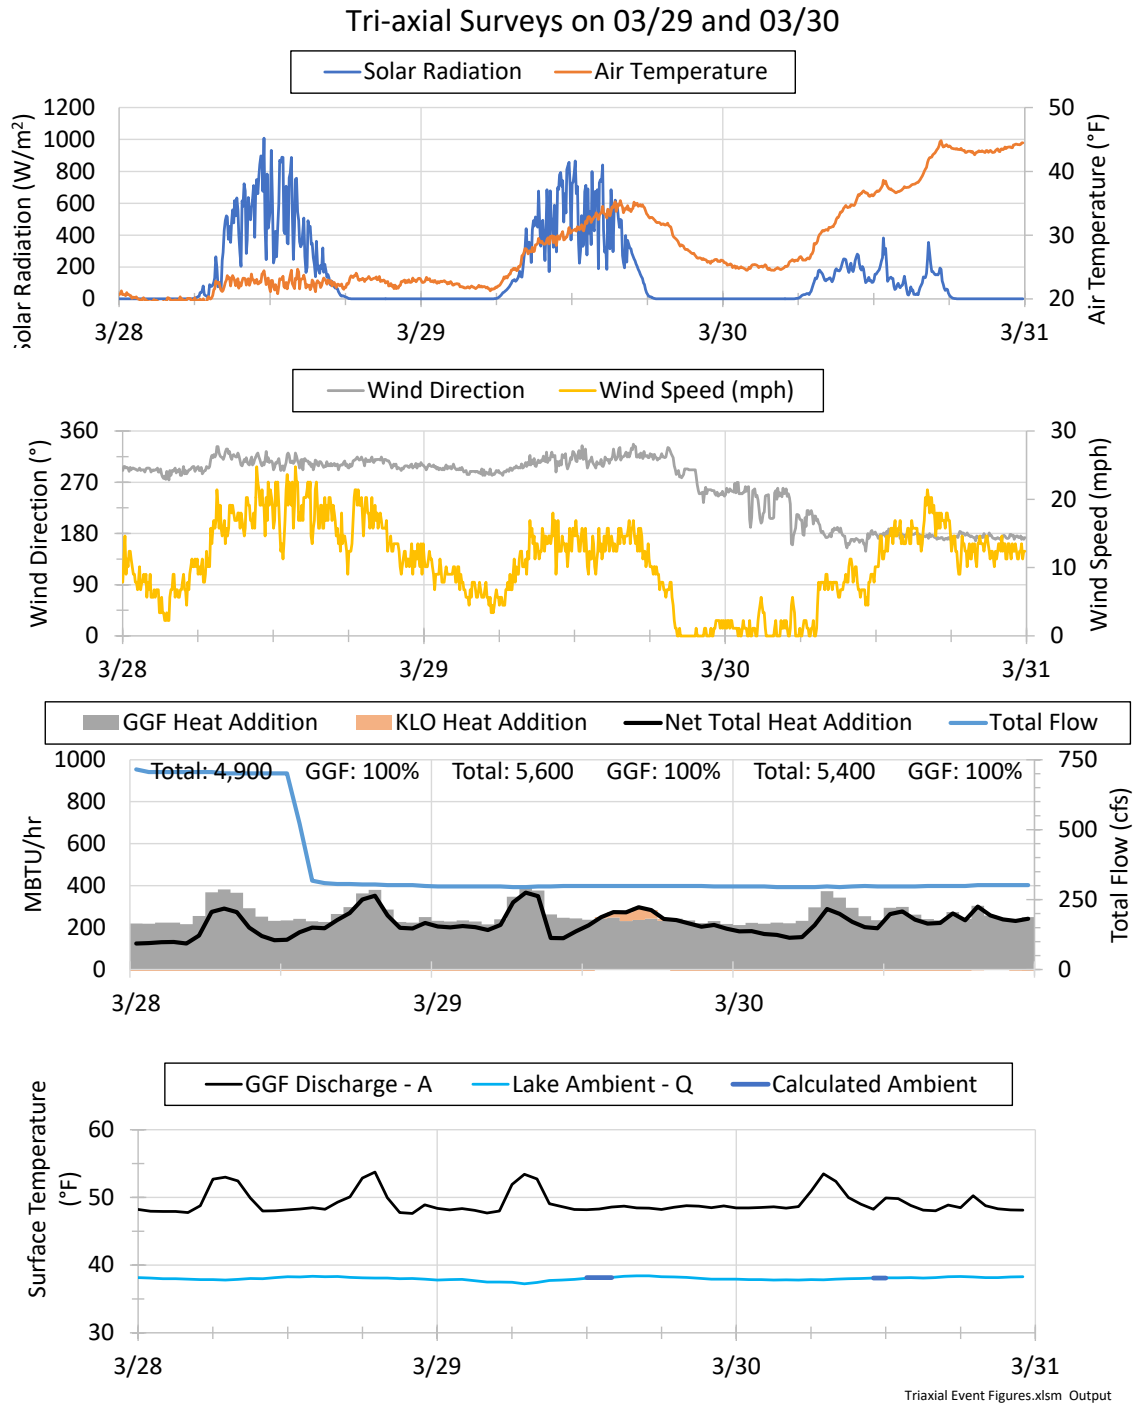 Tri-axial Surveys on 03/29 and 03/30
Solar Radiation Air Temperature
Solar Radiation (W/m²)
1200
1000
800
600
400
200
0
50
40
30
20
Air Temperature (°F)
3/28 3/29 3/30 3/31
Wind Direction Wind Speed (mph)
Wind Direction (°)
360
270
180
90
0
30
20
10
0
Wind Speed (mph)
3/28 3/29 3/30 3/31
GGF Heat Addition KLO Heat Addition Net Total Heat Addition Total Flow
MBTU/hr
1000
800
600
400
200
0
Total: 4,900 GGF: 100% Total: 5,600 GGF: 100% Total: 5,400 GGF: 100%
750
500
250
0
Total Flow (cfs)
3/28 3/29 3/30
GGF Discharge - A Lake Ambient - Q Calculated Ambient
Surface Temperature
(°F)
60
50
40
30
3/28 3/29 3/30 3/31
Triaxial Event Figures.xlsm Output